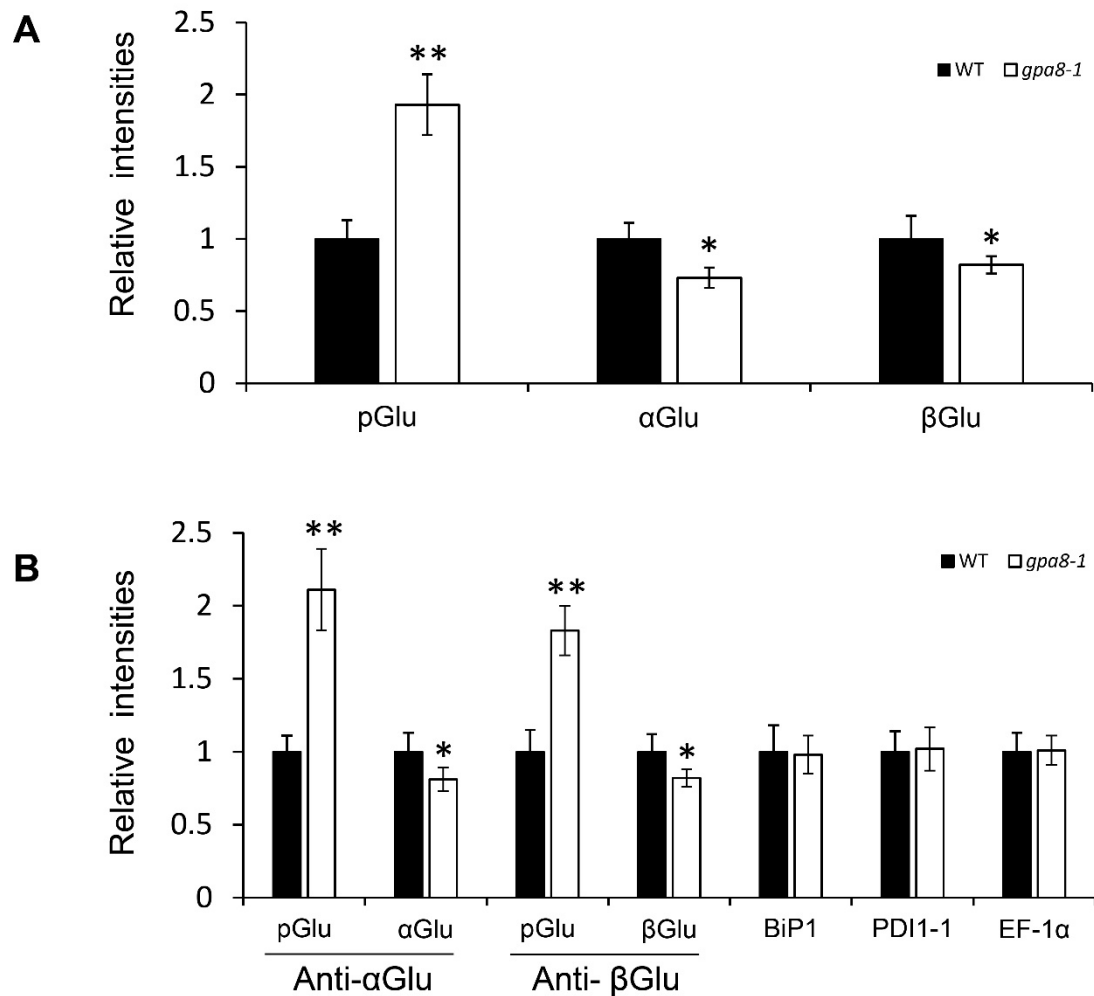 A
Relative intensities
2.5
2
1.5
1
0.5
0
** * *
WT gpa8-1
pGlu αGlu βGlu
B
Relative intensities
2.5
2
1.5
1
0.5
0
** * ** *
WT gpa8-1
pGlu αGlu pGlu βGlu BiP1 PDI1-1 EF-1α
Anti-αGlu Anti- βGlu